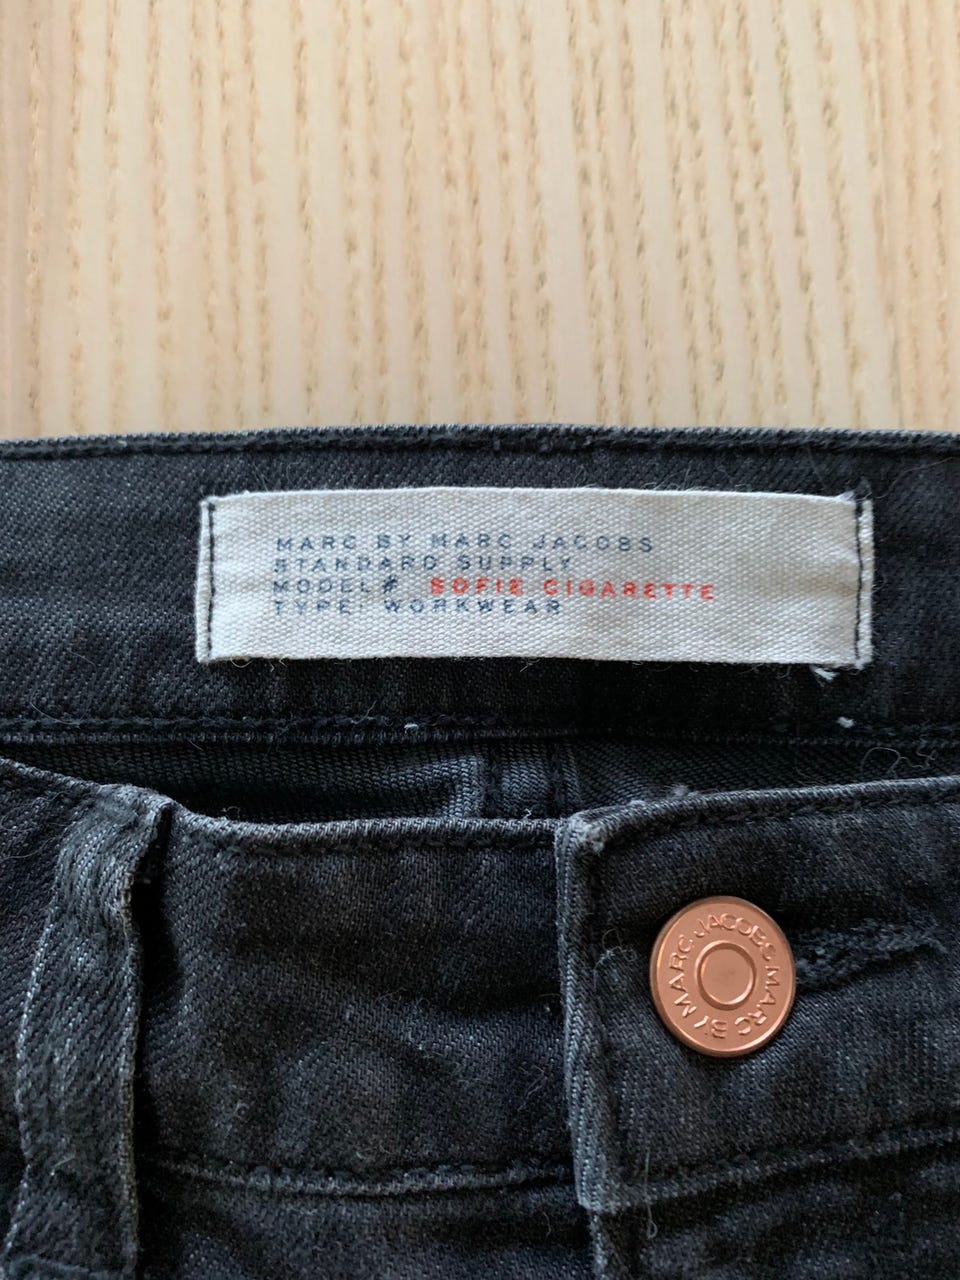 MARC BY MARC JACOBS
STANDARD SUPPLY
MODEL# SOFIE CIGARETTE
TYPE: WORKWEAR
MARC BY MARC JACOBS